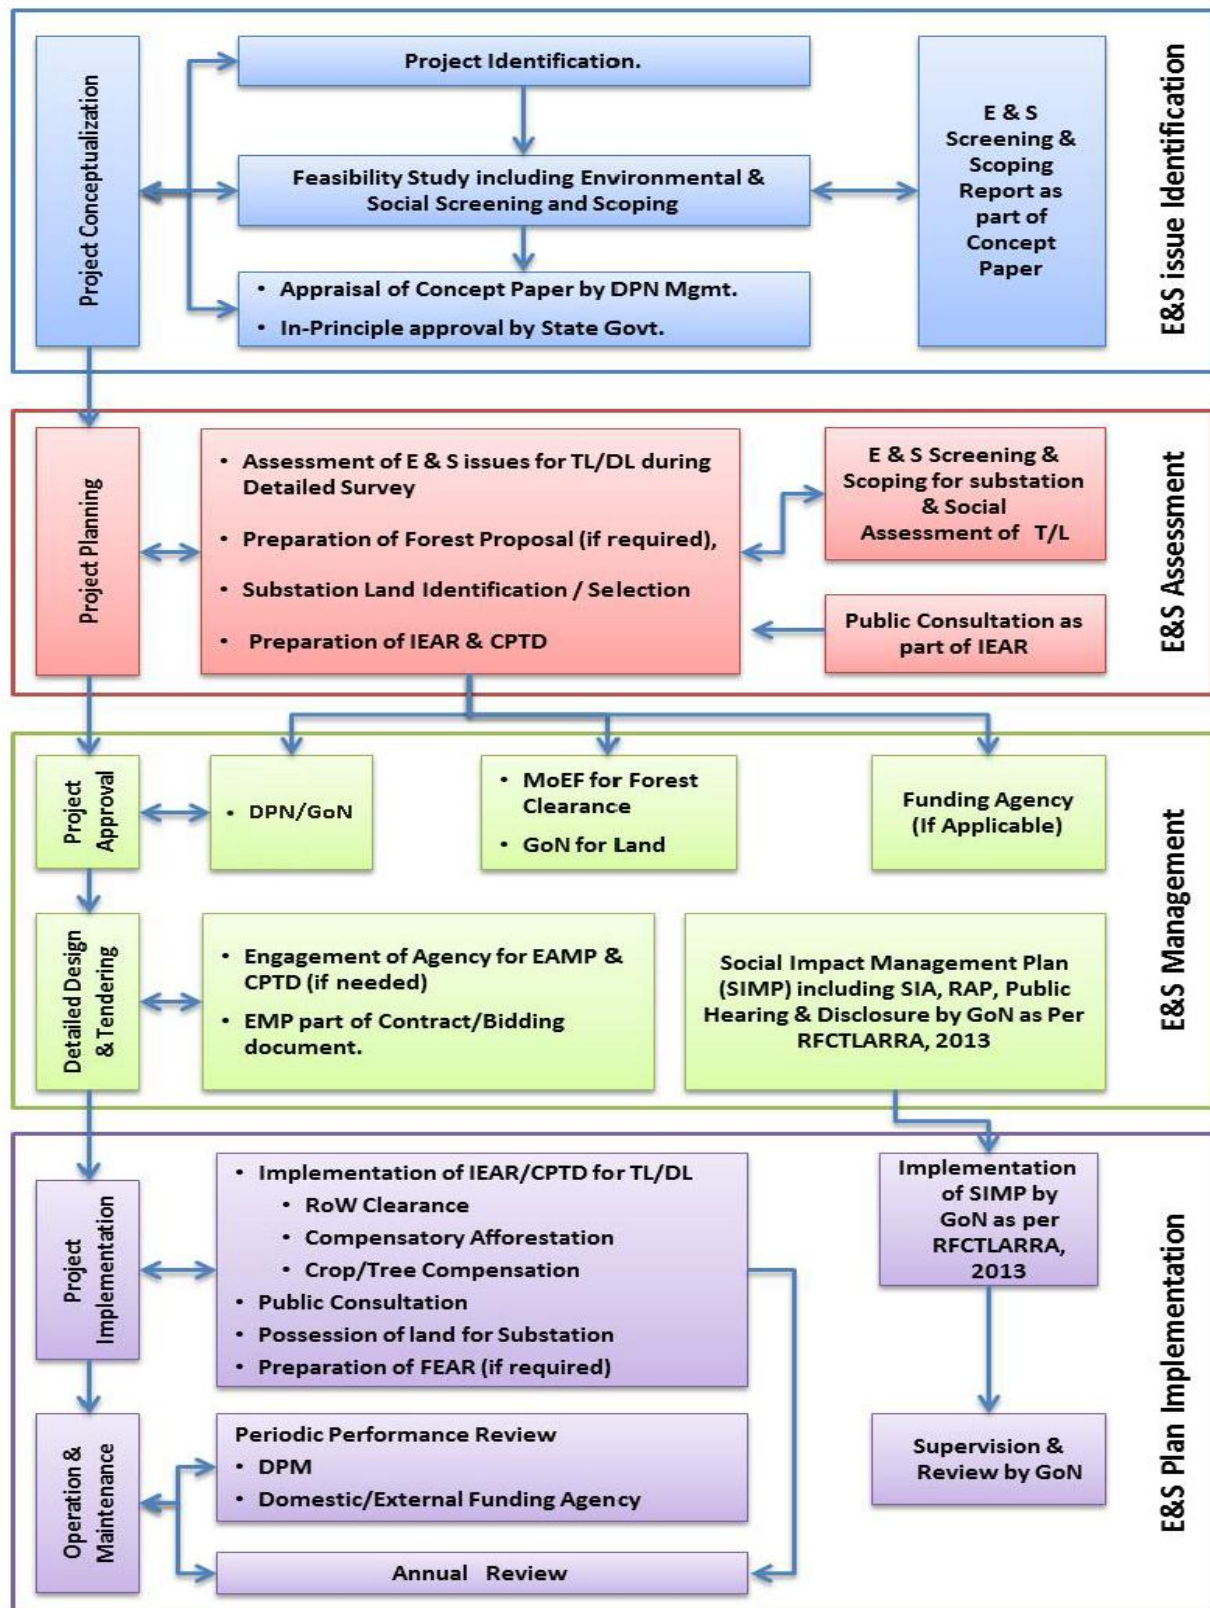 Project Conceptualization
Project Identification.
Feasibility Study including Environmental &
Social Screening and Scoping
• Appraisal of Concept Paper by DPN Mgmt.
• In-Principle approval by State Govt.
E & S
Screening &
Scoping
Report as
part of
Concept
Paper
E&S issue Identification
Project Planning
• Assessment of E & S issues for TL/DL during
Detailed Survey
• Preparation of Forest Proposal (if required),
• Substation Land Identification / Selection
• Preparation of IEAR & CPTD
E & S Screening &
Scoping for substation
& Social
Assessment of T/L
Public Consultation as
part of IEAR
E&S Assessment
Project
Approval
• DPN/GoN
• MoEF for Forest
Clearance
• GoN for Land
Funding Agency
(If Applicable)
Detailed Design
& Tendering
• Engagement of Agency for EAMP &
CPTD (if needed)
• EMP part of Contract/Bidding
document.
Social Impact Management Plan
(SIMP) including SIA, RAP, Public
Hearing & Disclosure by GoN as Per
RFCTLARRA, 2013
E&S Management
Project
Implementation
• Implementation of IEAR/CPTD for TL/DL
• RoW Clearance
• Compensatory Afforestation
• Crop/Tree Compensation
• Public Consultation
• Possession of land for Substation
• Preparation of FEAR (if required)
Implementation
of SIMP by
GoN as per
RFCTLARRA,
2013
Operation &
Maintenance
Periodic Performance Review
• DPM
• Domestic/External Funding Agency
Annual Review
Supervision &
Review by GoN
E&S Plan Implementation